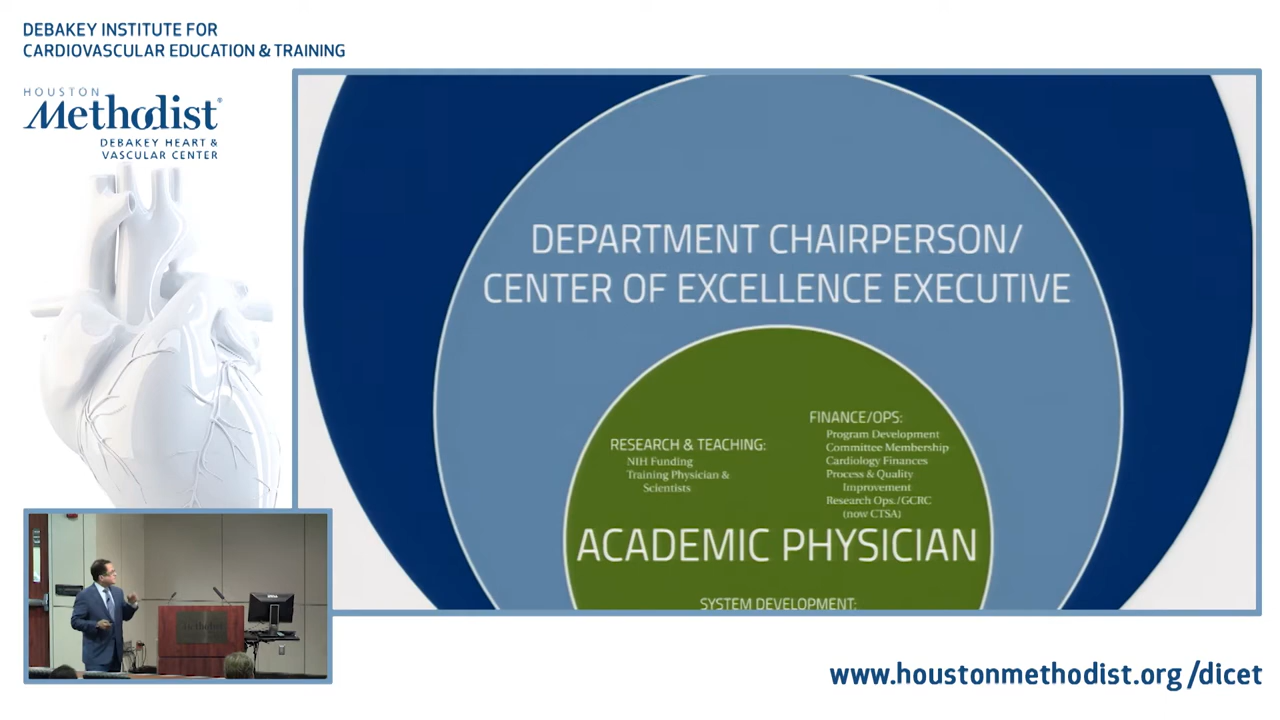 DEBAKEY INSTITUTE FOR
CARDIOVASCULAR EDUCATION & TRAINING
HOUSTON
Methodist®
DEBAKEY HEART &
VASCULAR CENTER
DEPARTMENT CHAIRPERSON/
CENTER OF EXCELLENCE EXECUTIVE
RESEARCH & TEACHING:
NIH Funding
Training Physician &
Scientists
FINANCE/OPS:
Program Development
Committee Membership
Cardiology Finances
Process & Quality
Improvement
Research Ops./GCRC
(now CTSA)
ACADEMIC PHYSICIAN
SYSTEM DEVELOPMENT:
Methodist
DELL
www.houstonmethodist.org /dicet